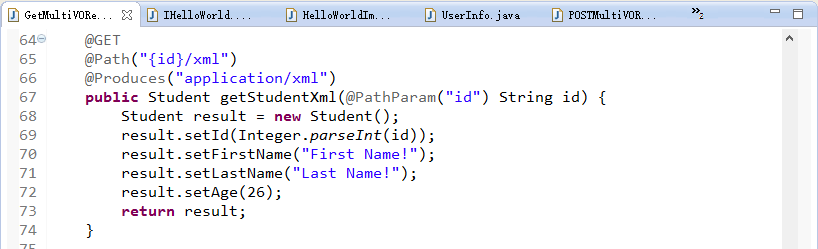 GetMultiVORe... IHelloWorld.... HelloWorldIm... UserInfo.java POSTMultiVOR... »2
64 @GET
65 @Path("{id}/xml")
66 @Produces("application/xml")
67 public Student getStudentXml(@PathParam("id") String id) {
68 Student result = new Student();
69 result.setId(Integer.parseInt(id));
70 result.setFirstName("First Name!");
71 result.setLastName("Last Name!");
72 result.setAge(26);
73 return result;
74 }
75